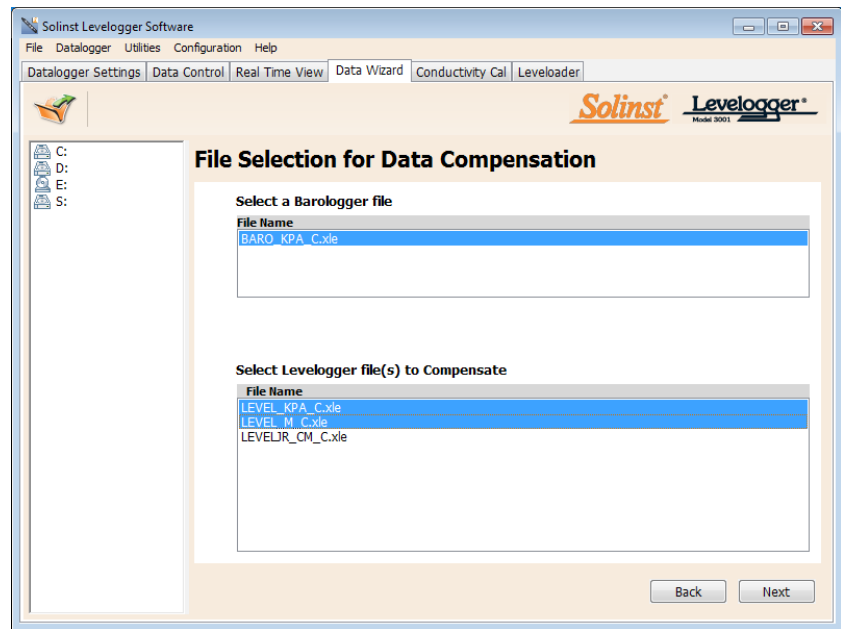 Solinst Levelogger Software
File Datalogger Utilities Configuration Help
Datalogger Settings Data Control Real Time View Data Wizard Conductivity Cal Leveloader
Solinst Levelogger
Model 3001
C:
D:
E:
S:
File Selection for Data Compensation
Select a Barologger file
File Name
BARO_KPA_C.xle
Select Levelogger file(s) to Compensate
File Name
LEVEL_KPA_C.xle
LEVEL_M_C.xle
LEVELJR_CM_C.xle
Back Next